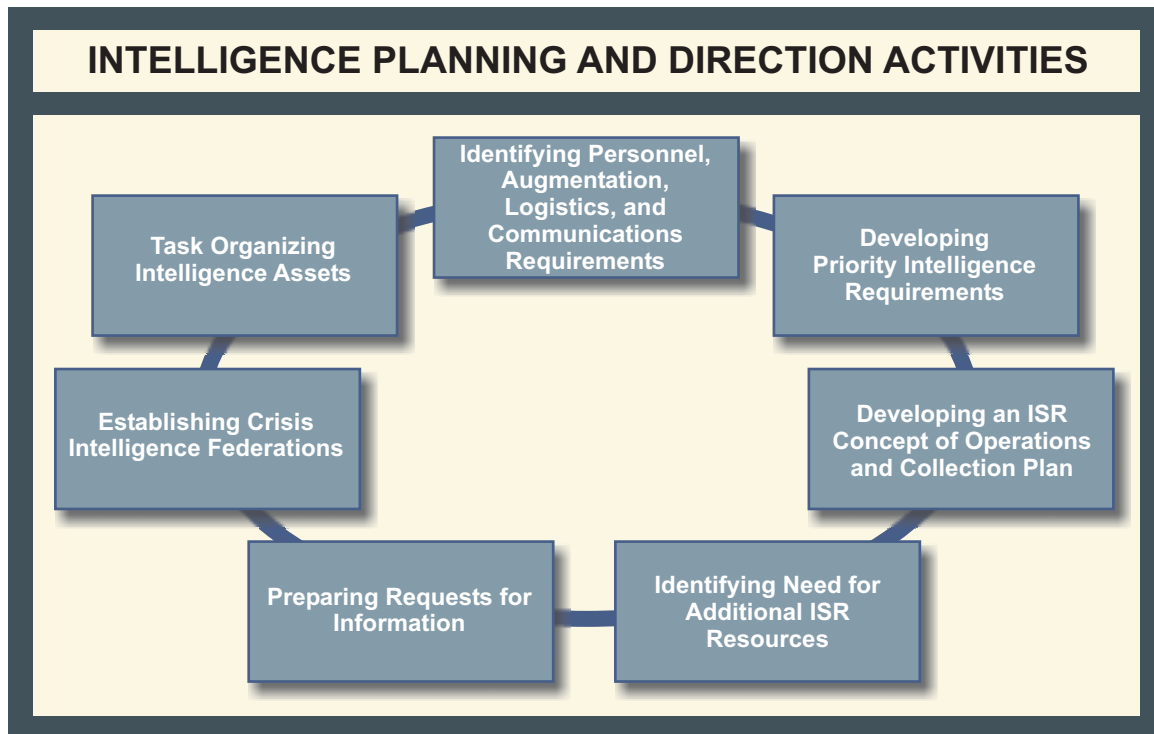 INTELLIGENCE PLANNING AND DIRECTION ACTIVITIES
Identifying Personnel,
Augmentation,
Logistics, and
Communications
Requirements
Developing
Priority Intelligence
Requirements
Developing an ISR
Concept of Operations
and Collection Plan
Identifying Need for
Additional ISR
Resources
Preparing Requests for
Information
Establishing Crisis
Intelligence Federations
Task Organizing
Intelligence Assets